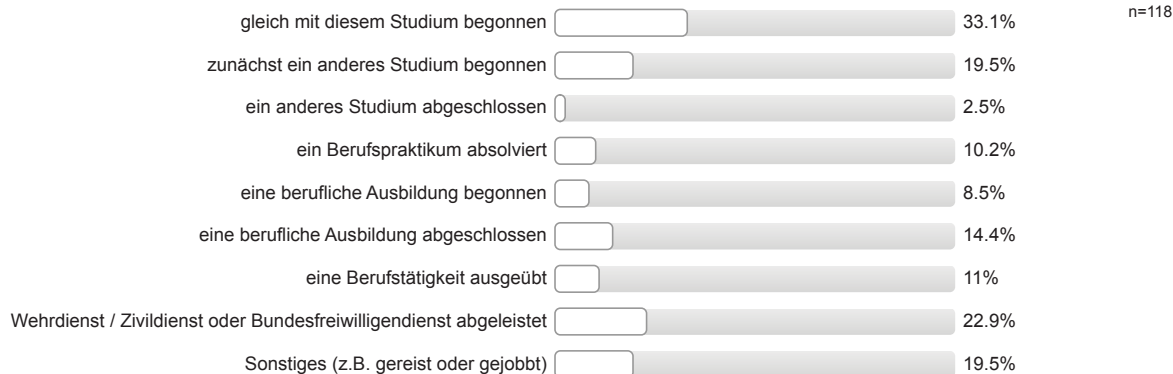 n=118
gleich mit diesem Studium begonnen 33.1%
zunächst ein anderes Studium begonnen 19.5%
ein anderes Studium abgeschlossen 2.5%
ein Berufspraktikum absolviert 10.2%
eine berufliche Ausbildung begonnen 8.5%
eine berufliche Ausbildung abgeschlossen 14.4%
eine Berufstätigkeit ausgeübt 11%
Wehrdienst / Zivildienst oder Bundesfreiwilligendienst abgeleistet 22.9%
Sonstiges (z.B. gereist oder gejobbt) 19.5%